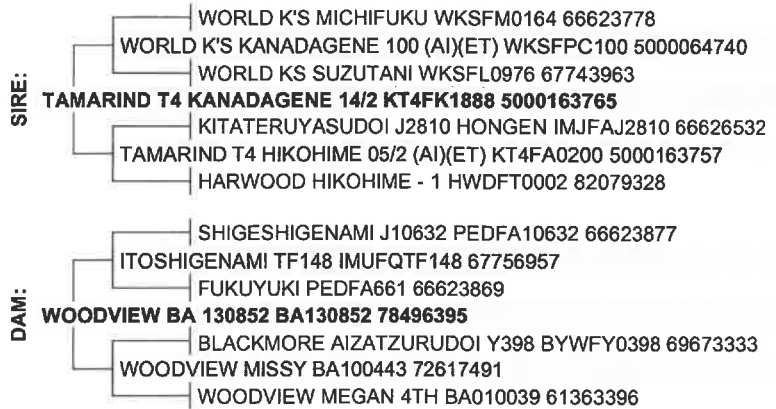 SIRE:
WORLD K'S MICHIFUKU WKSFM0164 66623778
WORLD K'S KANADAGENE 100 (AI)(ET) WKSFPC100 5000064740
WORLD KS SUZUTANI WKSFL0976 67743963
TAMARIND T4 KANADAGENE 14/2 KT4FK1888 5000163765
KITATERUYASUDOI J2810 HONGEN IMJFAJ2810 66626532
TAMARIND T4 HIKOHIME 05/2 (AI)(ET) KT4FA0200 5000163757
HARWOOD HIKOHIME - 1 HWDFT0002 82079328
DAM:
SHIGESHIGENAMI J10632 PEDFA10632 66623877
ITOSHIGENAMI TF148 IMUFQTF148 67756957
FUKUYUKI PEDFA661 66623869
WOODVIEW BA 130852 BA130852 78496395
BLACKMORE AIZATZURUDOI Y398 BYWFY0398 69673333
WOODVIEW MISSY BA100443 72617491
WOODVIEW MEGAN 4TH BA010039 61363396